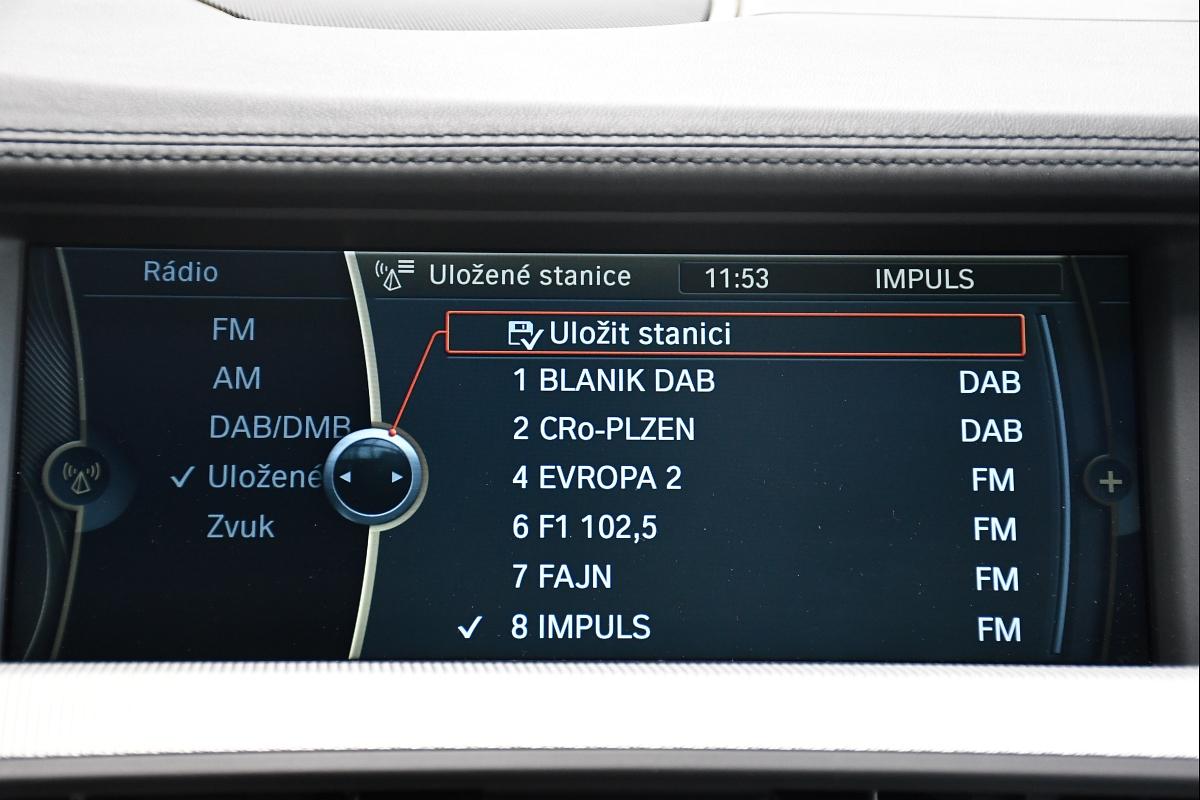 Rádio
FM
AM
DAB/DMB
Uložené
Zvuk
Uložené stanice 11:53 IMPULS
Uložit stanici
1 BLANIK DAB DAB
2 CRo-PLZEN DAB
4 EVROPA 2 FM
6 F1 102,5 FM
7 FAJN FM
8 IMPULS FM